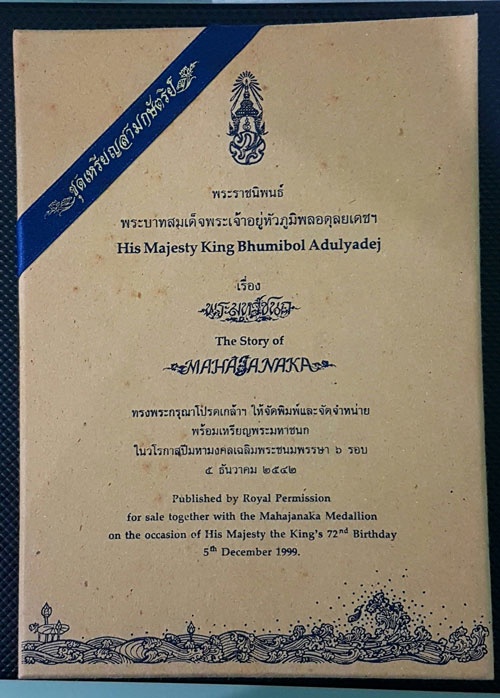 ชุดเหรียญสามกษัตริย์
พระราชนิพนธ์
พระบาทสมเด็จพระเจ้าอยู่หัวภูมิพลอดุลยเดชฯ
His Majesty King Bhumibol Adulyadej
เรื่อง
พระมหาชนก
The Story of
MAHAJANAKA
ทรงพระกรุณาโปรดเกล้าฯ ให้จัดพิมพ์และจัดจำหน่าย
พร้อมเหรียญพระมหาชนก
ในวโรกาสปีมหามงคลเฉลิมพระชนมพรรษา ๖ รอบ
๕ ธันวาคม ๒๕๔๒
Published by Royal Permission
for sale together with the Mahajanaka Medallion
on the occasion of His Majesty the King's 72nd Birthday
5th December 1999.